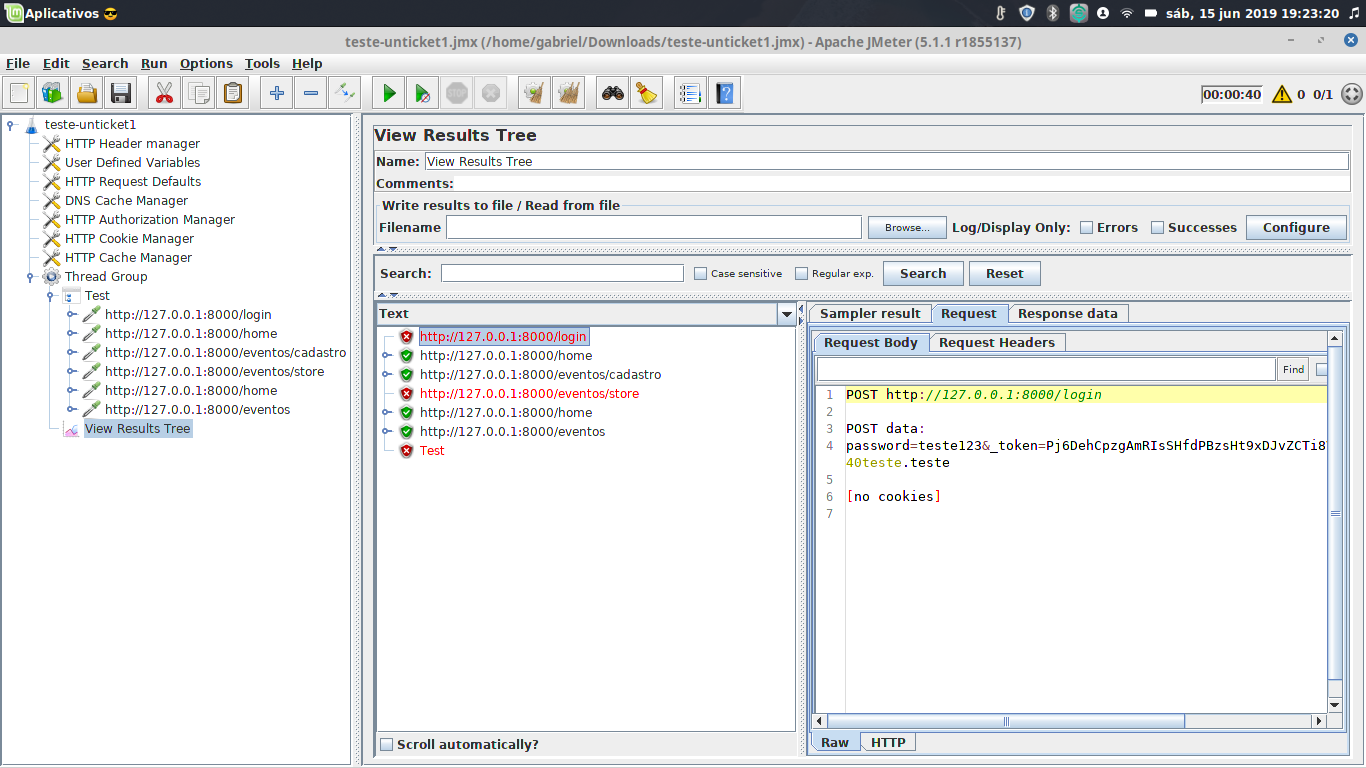 Aplicativos 😎
sáb, 15 jun 2019 19:23:20
teste-unticket1.jmx (/home/gabriel/Downloads/teste-unticket1.jmx) - Apache JMeter (5.1.1 r1855137)
File Edit Search Run Options Tools Help
00:00:40 0 0/1
teste-unticket1
HTTP Header manager
User Defined Variables
HTTP Request Defaults
DNS Cache Manager
HTTP Authorization Manager
HTTP Cookie Manager
HTTP Cache Manager
Thread Group
Test
http://127.0.0.1:8000/login
http://127.0.0.1:8000/home
http://127.0.0.1:8000/eventos/cadastro
http://127.0.0.1:8000/eventos/store
http://127.0.0.1:8000/home
http://127.0.0.1:8000/eventos
View Results Tree
View Results Tree
Name: View Results Tree
Comments:
Write results to file / Read from file
Filename Browse... Log/Display Only: Errors Successes Configure
Search: Case sensitive Regular exp. Search Reset
Text
http://127.0.0.1:8000/login
http://127.0.0.1:8000/home
http://127.0.0.1:8000/eventos/cadastro
http://127.0.0.1:8000/eventos/store
http://127.0.0.1:8000/home
http://127.0.0.1:8000/eventos
Test
Scroll automatically?
Sampler result Request Response data
Request Body Request Headers
Find
1 POST http://127.0.0.1:8000/login
2
3 POST data:
4 password=teste123&_token=Pj6DehCpzgAmRIsSHfdPBzsHt9xDJvZCTi8
40teste.teste
5
6 [no cookies]
7
Raw HTTP